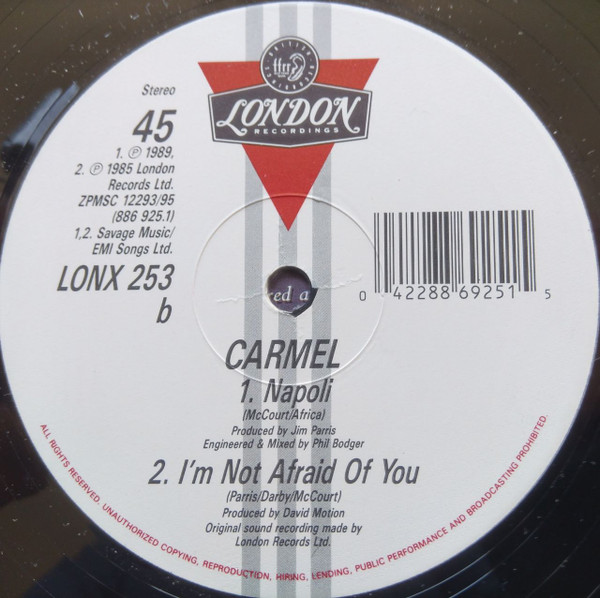 Stereo
45
1. ℗ 1989,
2. ℗ 1985 London
Records Ltd.
ZPMSC 12293/95
(886 925.1)
1,2. Savage Music/
EMI Songs Ltd.
LONX 253
b
ffrr
LONDON
RECORDINGS
red a
0 42288 69251 5
CARMEL
1. Napoli
(McCourt/Africa)
Produced by Jim Parris
Engineered & Mixed by Phil Bodger
2. I'm Not Afraid Of You
(Parris/Darby/McCourt)
Produced by David Motion
Original sound recording made by
London Records Ltd.
ALL RIGHTS RESERVED. UNAUTHORIZED COPYING, REPRODUCTION, HIRING, LENDING, PUBLIC PERFORMANCE AND BROADCASTING PROHIBITED.